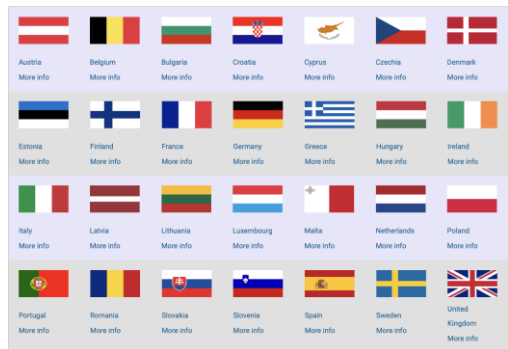 Austria
Belgium
Bulgaria
Croatia
Cyprus
Czechia
Denmark
More info
More info
More info
More info
More info
More info
More info
Estonia
Finland
France
Germany
Greece
Hungary
Ireland
More info
More info
More info
More info
More info
More info
More info
Italy
Latvia
Lithuania
Luxembourg
Malta
Netherlands
Poland
More info
More info
More info
More info
More info
More info
More info
Portugal
Romania
Slovakia
Slovenia
Spain
Sweden
United
Kingdom
More info
More info
More info
More info
More info
More info
More info